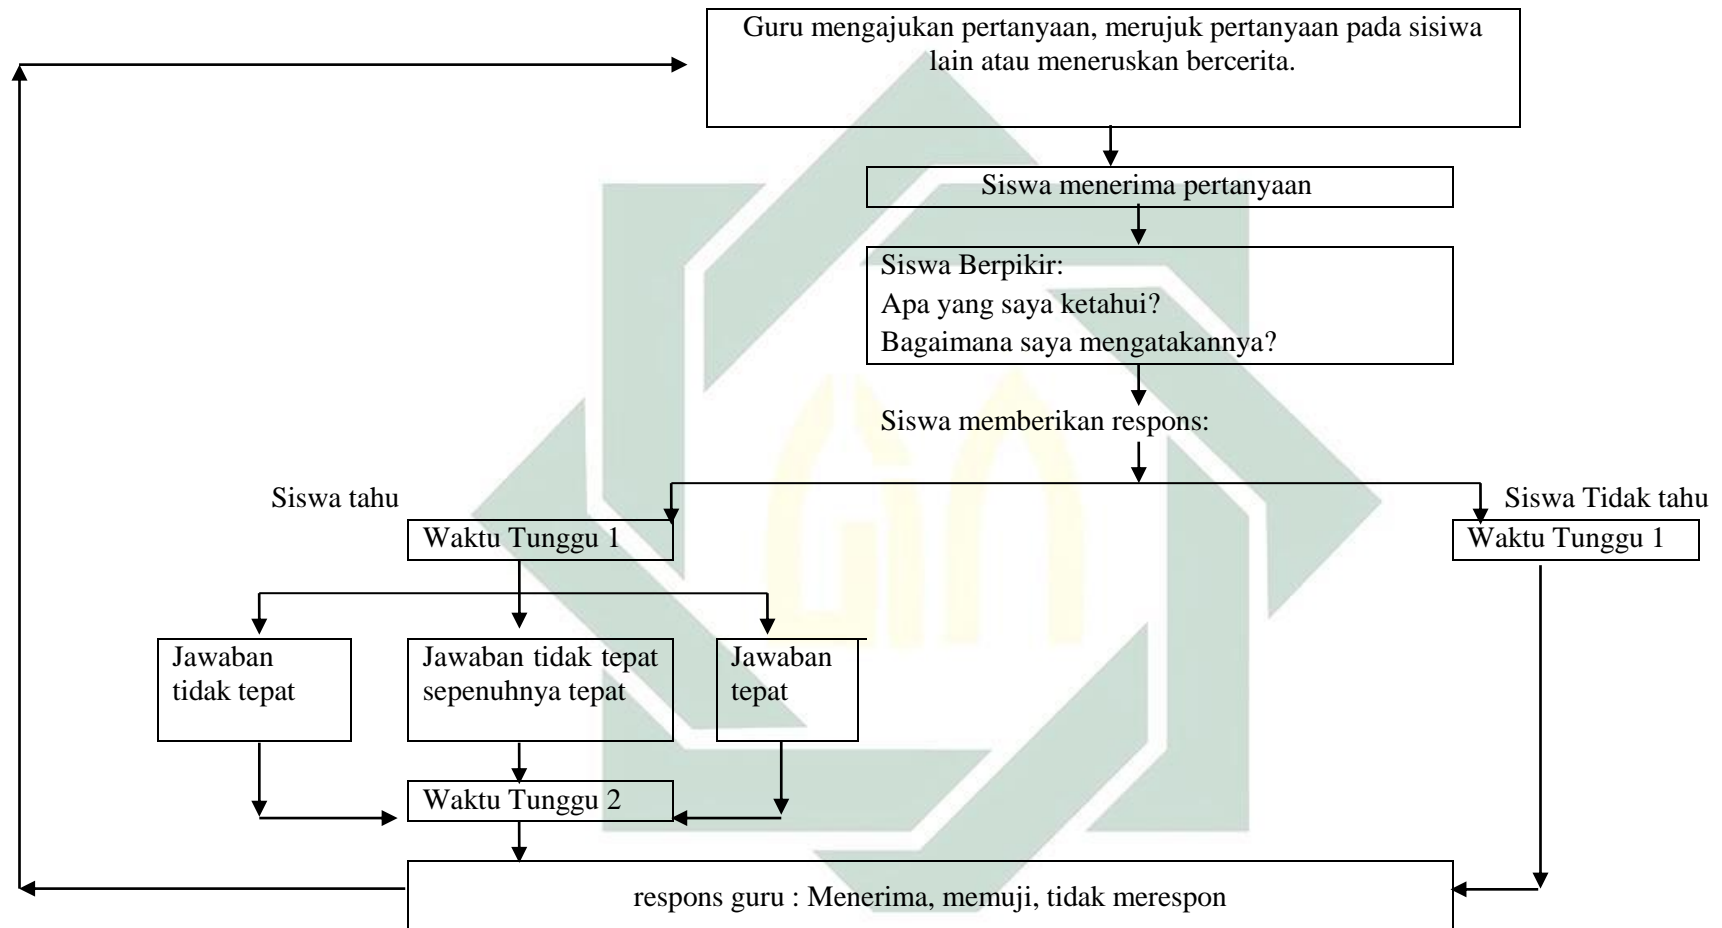 Guru mengajukan pertanyaan, merujuk pertanyaan pada sisiwa
lain atau meneruskan bercerita.
Siswa menerima pertanyaan
Siswa Berpikir:
Apa yang saya ketahui?
Bagaimana saya mengatakannya?
Siswa memberikan respons:
Siswa tahu
Siswa Tidak tahu
Waktu Tunggu 1
Waktu Tunggu 1
Jawaban
tidak tepat
Jawaban tidak tepat
sepenuhnya tepat
Jawaban
tepat
Waktu Tunggu 2
respons guru : Menerima, memuji, tidak merespon